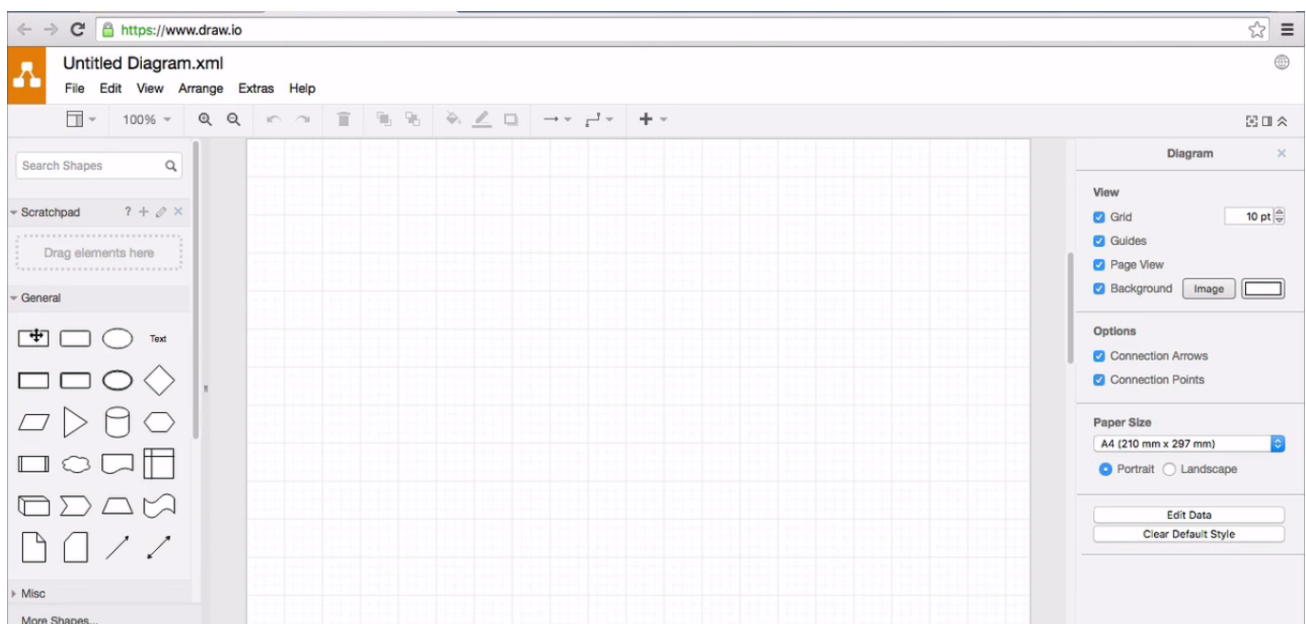 https://www.draw.io
Untitled Diagram.xml
File Edit View Arrange Extras Help
100%
Search Shapes
Diagram
View
Scratchpad ?
Grid 10 pt
Drag elements here
Guides
Page View
Background Image
General
Options
Text
Connection Arrows
Connection Points
Paper Size
A4 (210 mm x 297 mm)
Portrait Landscape
Edit Data
Clear Default Style
Misc
More Shapes...